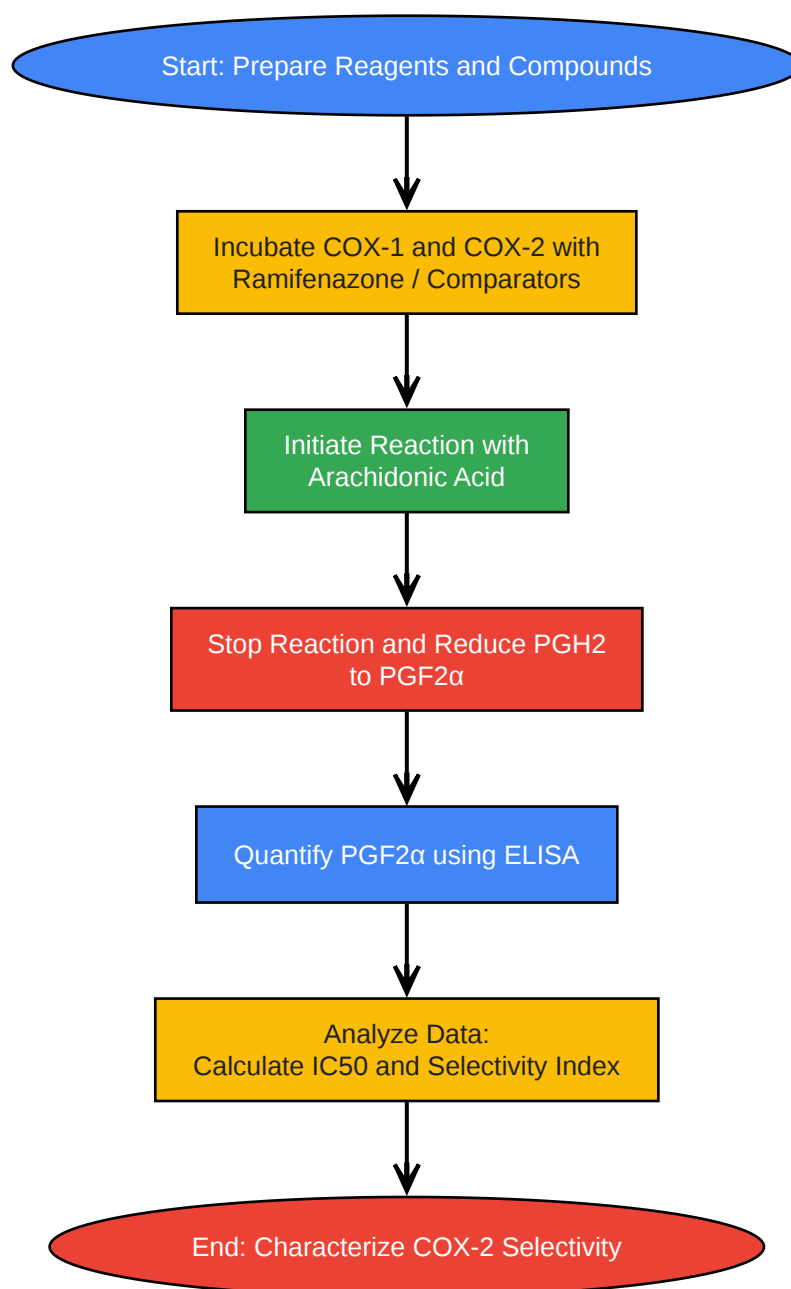 Start: Prepare Reagents and Compounds
Incubate COX-1 and COX-2 with
Ramifenazone / Comparators
Initiate Reaction with
Arachidonic Acid
Stop Reaction and Reduce PGH2
to PGF2α
Quantify PGF2α using ELISA
Analyze Data:
Calculate IC50 and Selectivity Index
End: Characterize COX-2 Selectivity